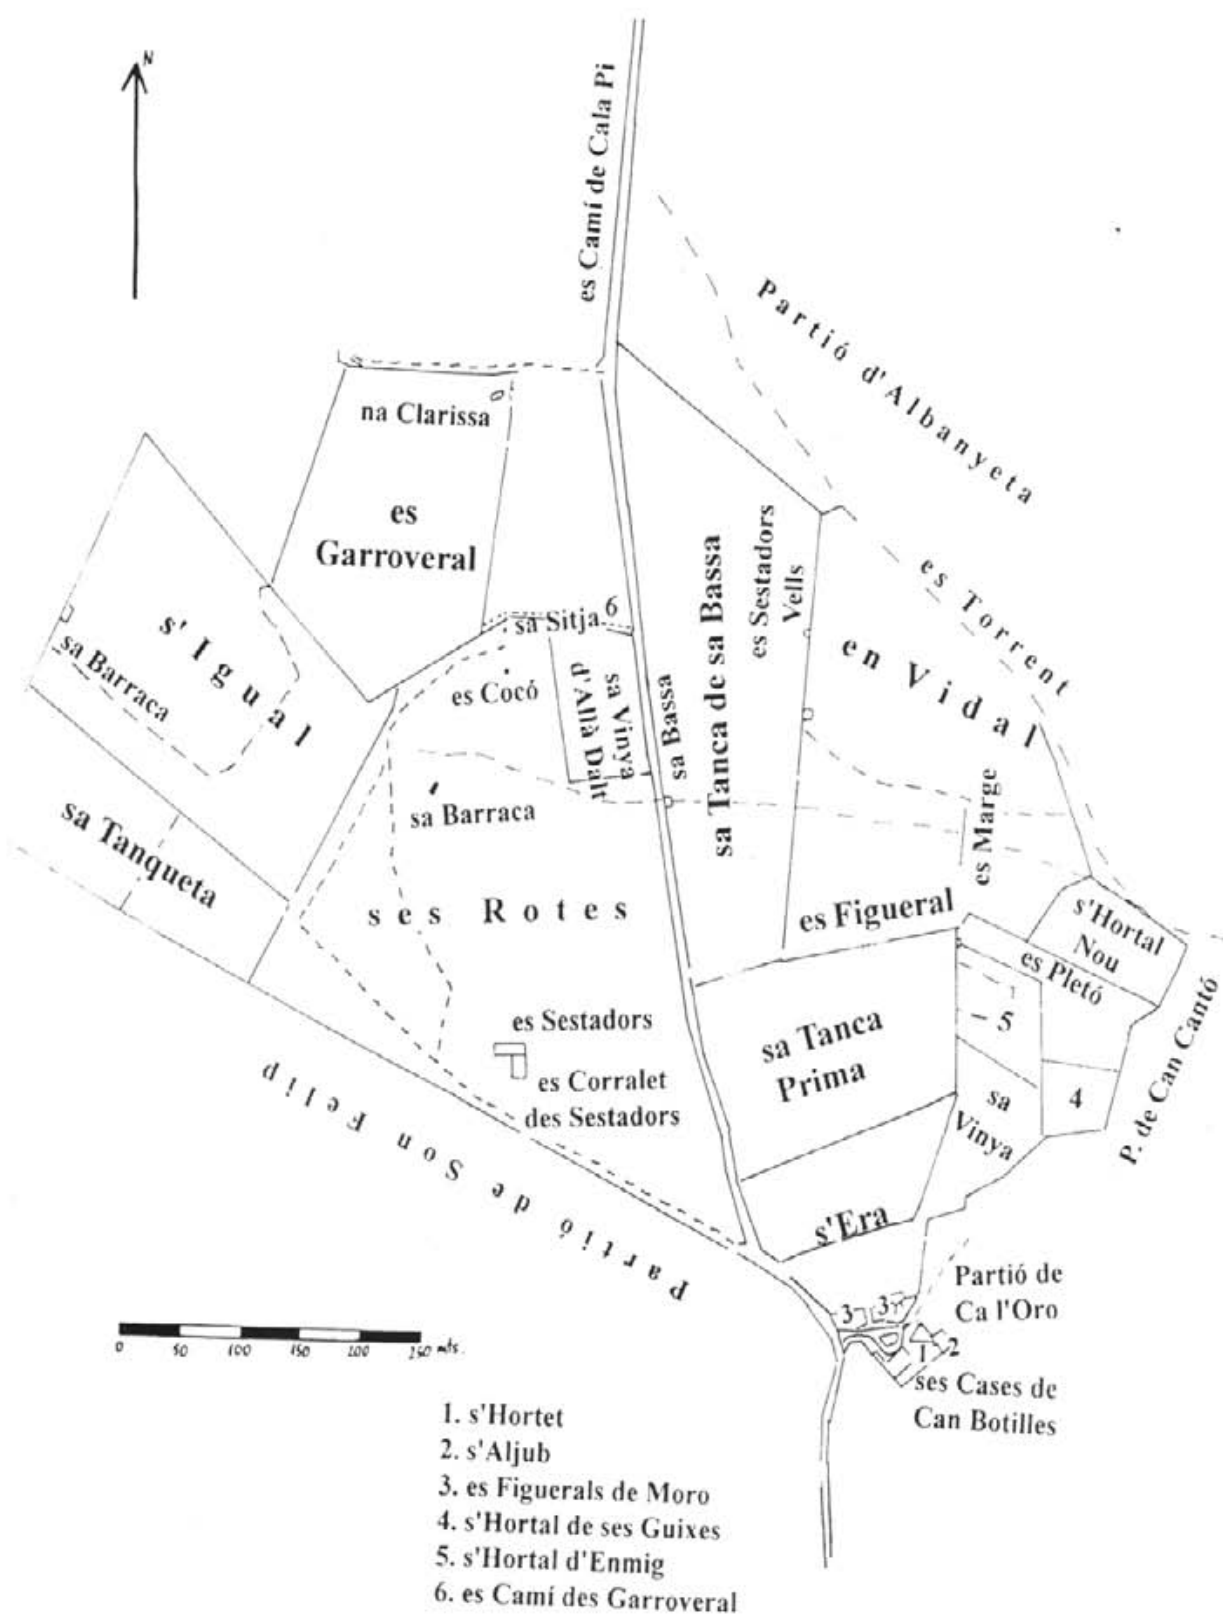 N
es Camí de Cala Pi
Partió d'Albanyeta
na Clarissa
es
Garroveral
es Torrent
s'Igual
sa Barraca
sa Sitja
6
es Cocó
sa Vinya
d'Allà Dalt
sa Bassa
sa Tanca de sa Bassa
es Sestadors
Vells
en Vidal
sa Tanqueta
sa Barraca
es Marge
ses Rotes
es Figueral
s'Hortal
Nou
es Pletó
5
es Sestadors
es Corralet
des Sestadors
sa Tanca
Prima
sa
Vinya
4
P. de Can Cantó
Partió de Son Felip
s'Era
Partió de
Ca l'Oro
3
3
1
2
ses Cases de
Can Botilles
0 50 100 150 200 250 mts.
1. s'Hortet
2. s'Aljub
3. es Figuerals de Moro
4. s'Hortal de ses Guixes
5. s'Hortal d'Enmig
6. es Camí des Garroveral